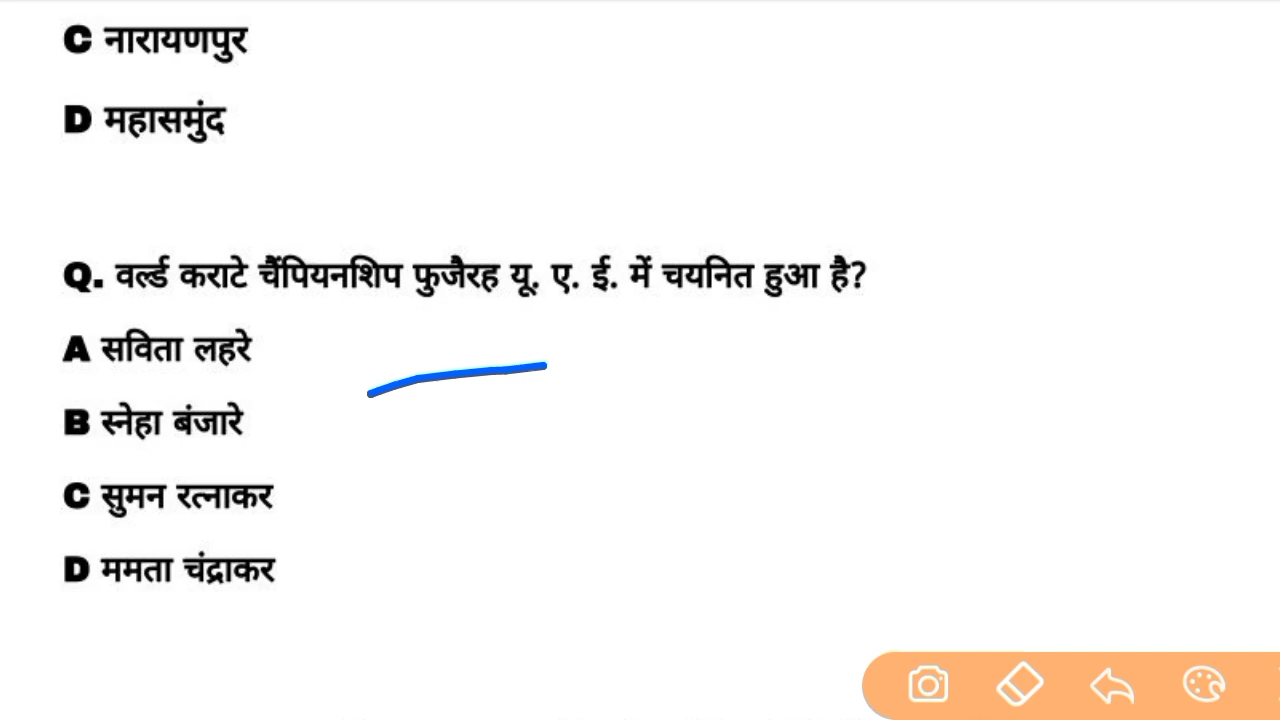 C नारायणपुर
D महासमुंद
Q. वर्ल्ड कराटे चैंपियनशिप फुजैरह यू. ए. ई. में चयनित हुआ है?
A सविता लहरे
B स्नेहा बंजारे
C सुमन रत्नाकर
D ममता चंद्राकर